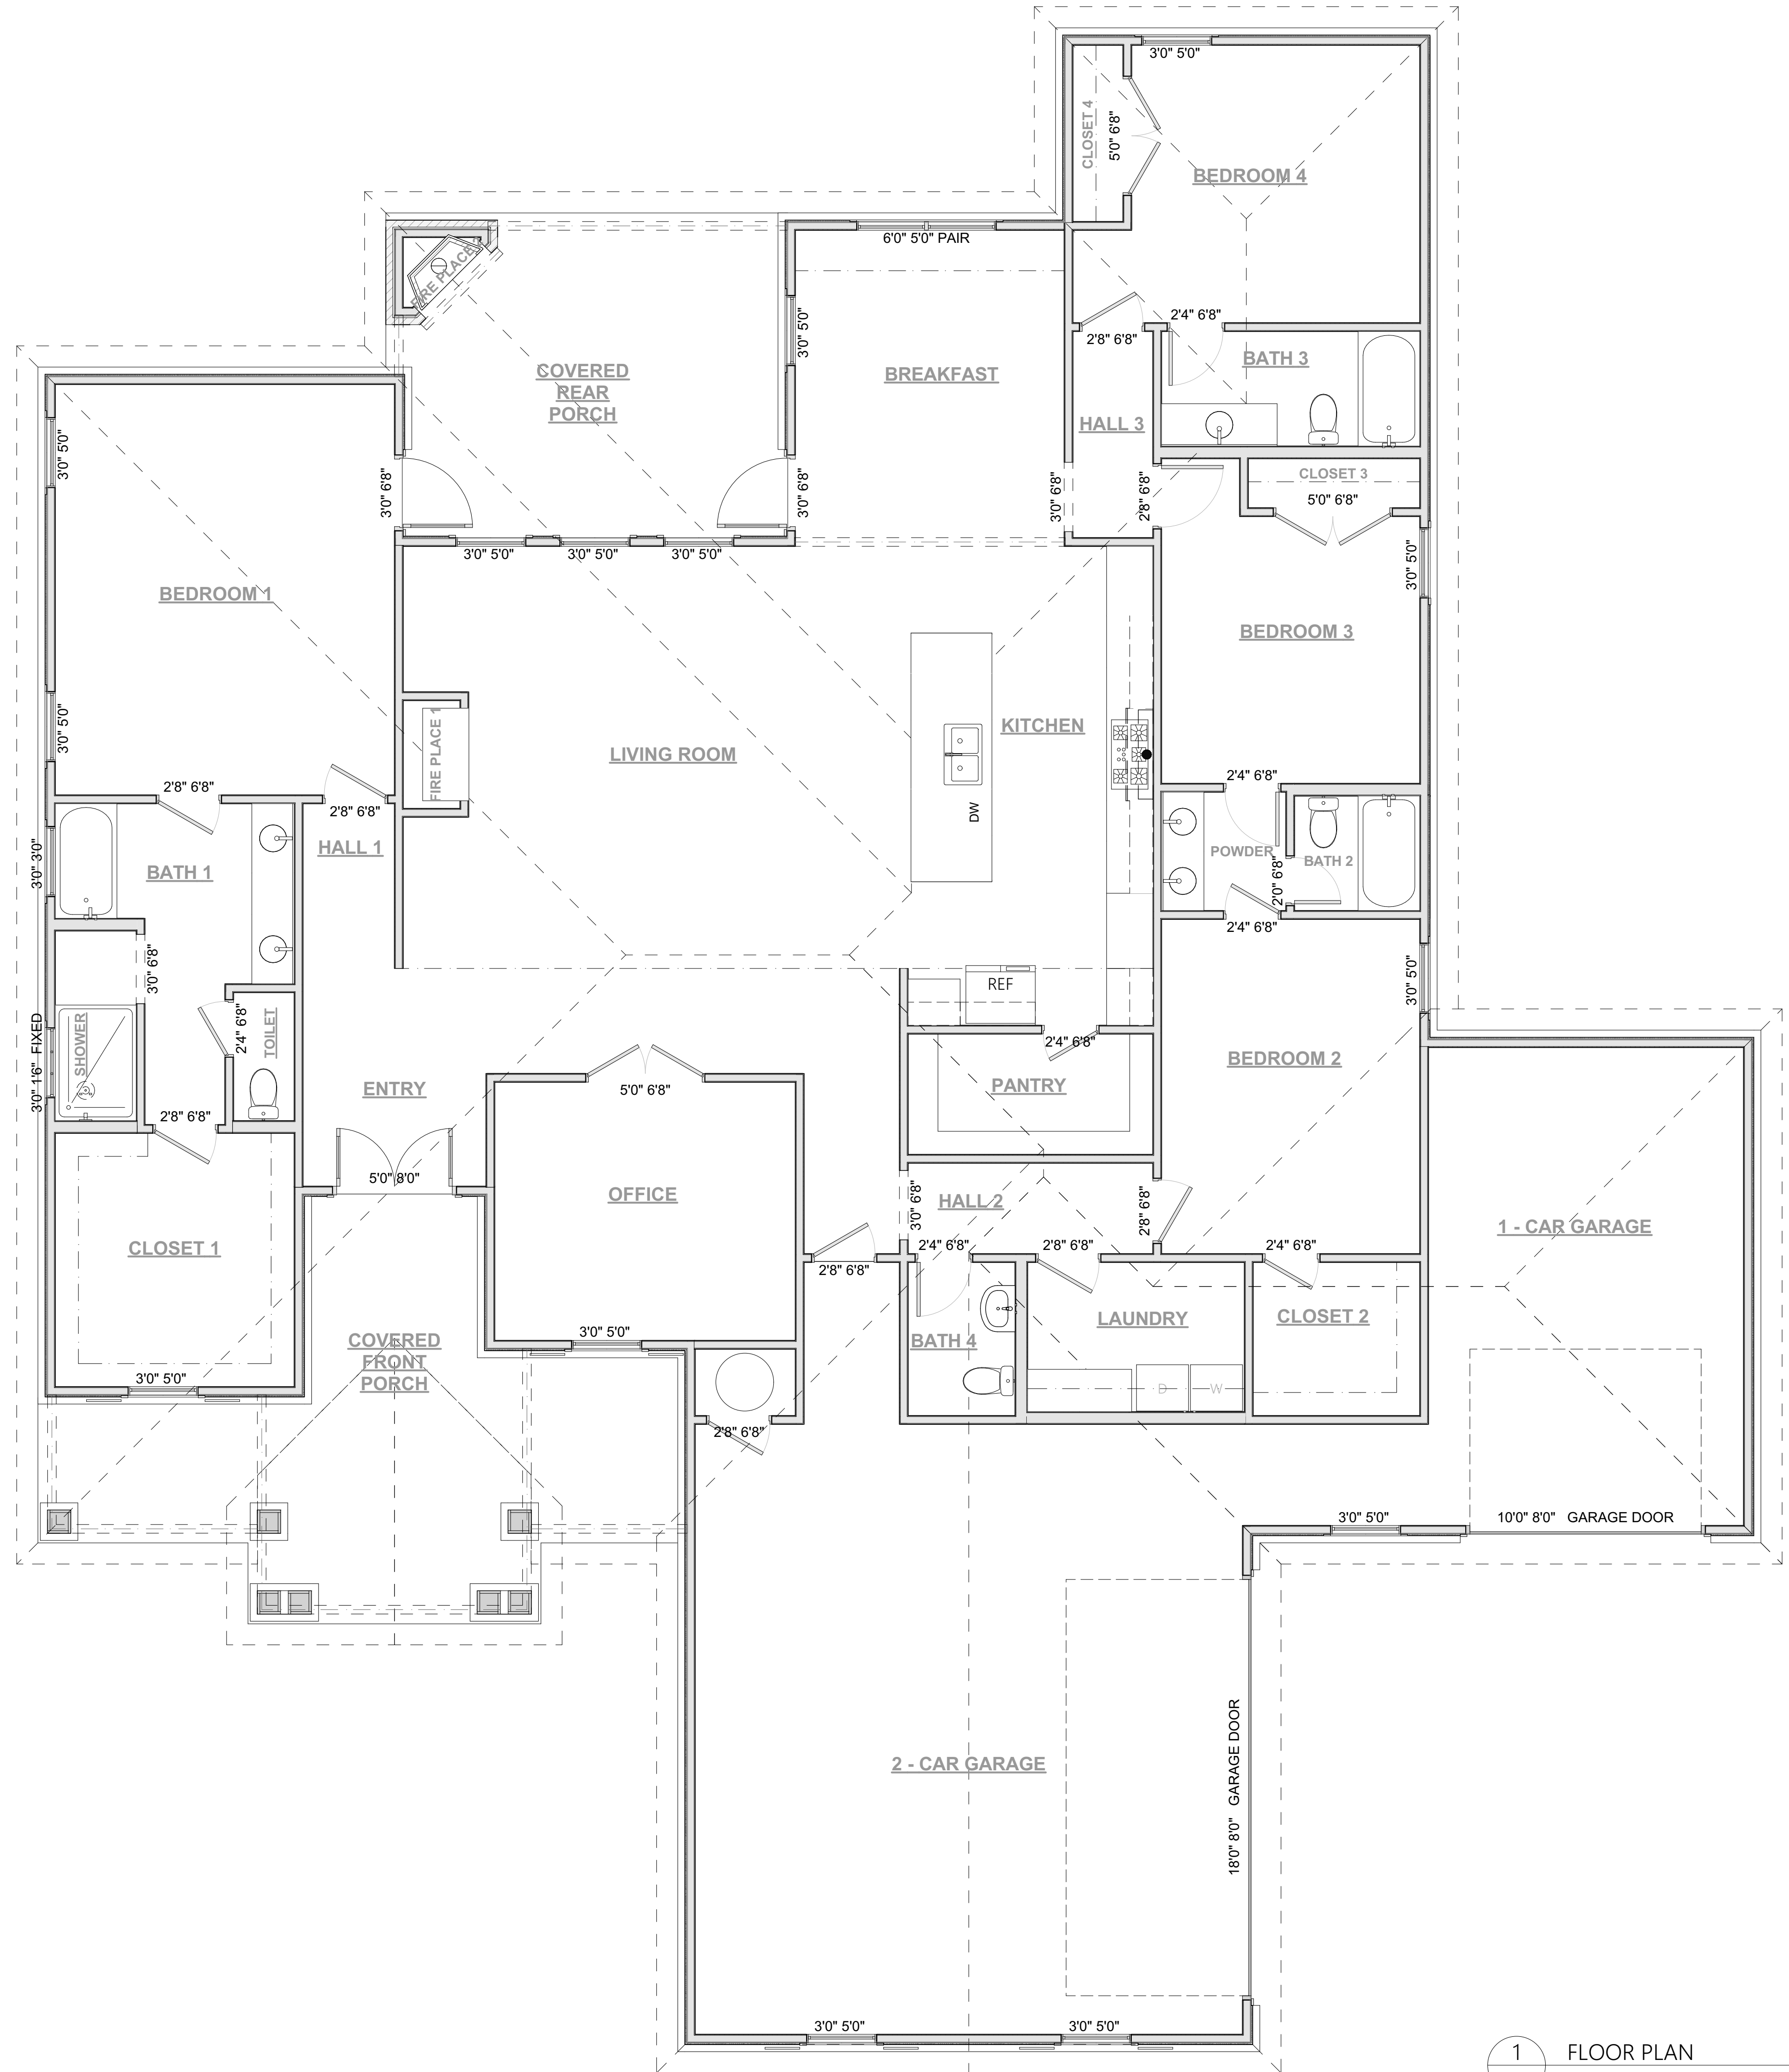 3'0" 5'0"
CLOSET 4
5'0" 6'8"
BEDROOM 4
6'0" 5'0" PAIR
FIRE PLACE
3'0" 5'0"
2'8" 6'8"
2'4" 6'8"
BATH 3
COVERED
REAR
PORCH
BREAKFAST
HALL 3
3'0" 5'0"
3'0" 6'8"
3'0" 6'8"
3'0" 6'8"
2'8" 6'8"
CLOSET 3
5'0" 6'8"
3'0" 5'0"
3'0" 5'0"
3'0" 5'0"
3'0" 5'0"
BEDROOM 1
BEDROOM 3
3'0" 5'0"
FIRE PLACE 1
LIVING ROOM
KITCHEN
DW
2'8" 6'8"
2'8" 6'8"
2'4" 6'8"
HALL 1
BATH 1
3'0" 3'0"
POWDER
2'0" 6'8"
BATH 2
2'4" 6'8"
3'0" 6'8"
REF
3'0" 5'0"
3'0" 1'6" FIXED
SHOWER
2'4" 6'8"
TOILET
2'4" 6'8"
BEDROOM 2
ENTRY
5'0" 6'8"
PANTRY
2'8" 6'8"
5'0" 8'0"
OFFICE
3'0" 6'8"
HALL 2
2'8" 6'8"
1 - CAR GARAGE
CLOSET 1
2'8" 6'8"
2'4" 6'8"
2'8" 6'8"
2'4" 6'8"
COVERED
FRONT
PORCH
3'0" 5'0"
BATH 4
LAUNDRY
CLOSET 2
3'0" 5'0"
D
W
2'8" 6'8"
3'0" 5'0"
10'0" 8'0" GARAGE DOOR
2 - CAR GARAGE
18'0" 8'0" GARAGE DOOR
3'0" 5'0"
3'0" 5'0"
1
FLOOR PLAN